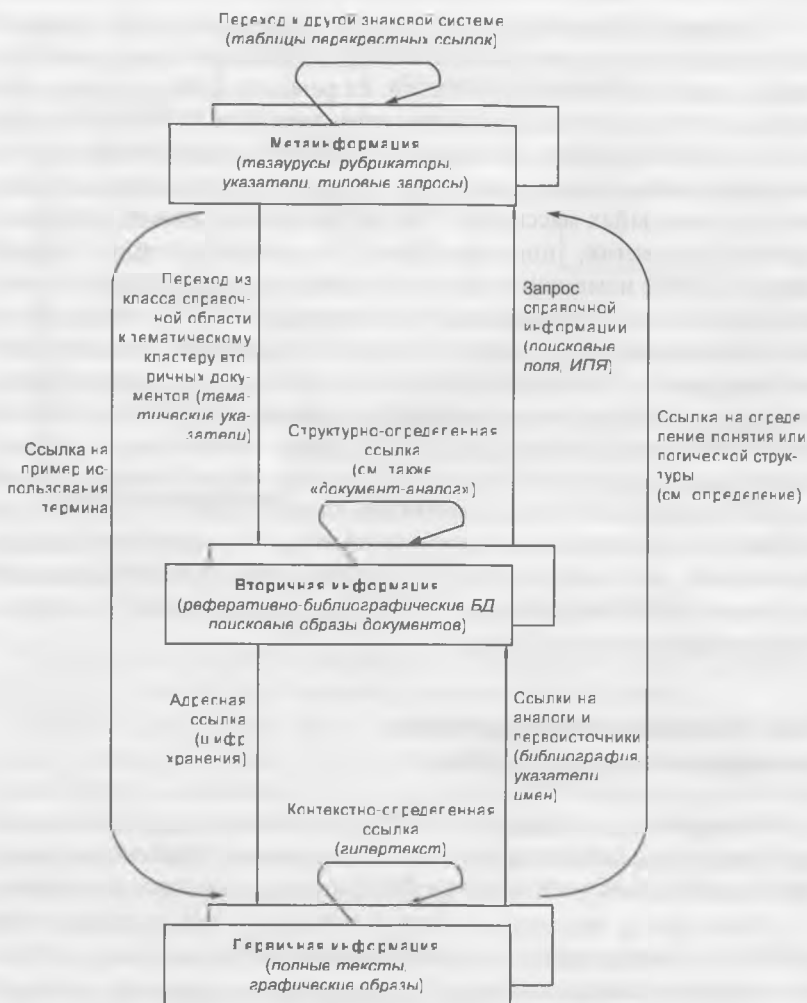 Переход к другой знаковой системе
(таблицы перекрестных ссылок)
Метаинформация
(тезаурусы, рубрикаторы,
указатели, типовые запросы)
Переход из
класса справоч-
ной области
к тематическому
кластеру вто
ричных доку-
ментов (тема-
тические ука-
затели)
Запрос
справочной
информации
(поисковые
поля, ИПЯ)
Ссылка на
пример ис-
пользования
термина
Структурно-определенная
ссылка
(см. также
«документ-аналог»)
Ссылка на опреде
ление понятия или
логической струк-
туры
(см. определение)
Вторичная информация
(реферативно-библиографические БД
поисковые образы документов)
Адресная
ссылка
(шифр
хранения)
Ссылки на
аналоги и
первоисточники
(библиография,
указатели
имен)
Контекстно-определенная
ссылка
(гипертекст)
Первичная информация
(полные тексты,
графические образы)